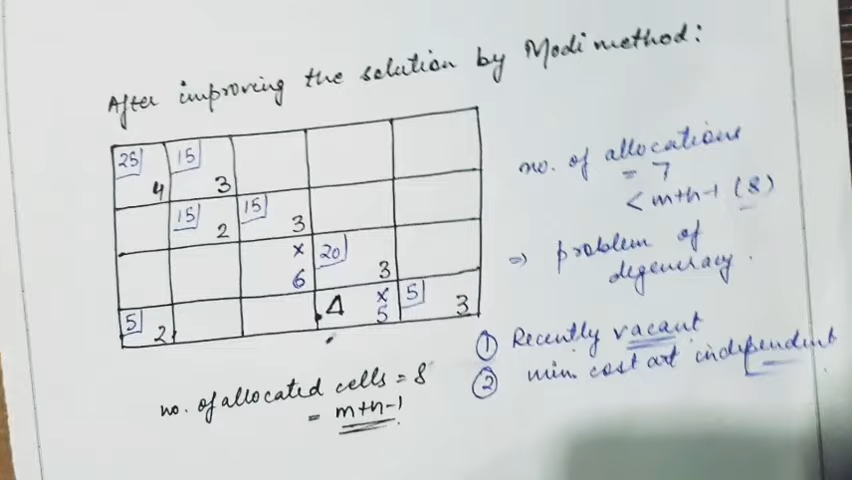 After improving the solution by Modi method:
25 4 15 3
15 2 15 3
x 6 20 3
5 2 Δ x 5 5 3
no. of allocations
= 7
< m+n-1 (8)
⇒ problem of
degeneracy.
① Recently vacant
② min. cost at independent
no. of allocated cells = 8
= m+n-1